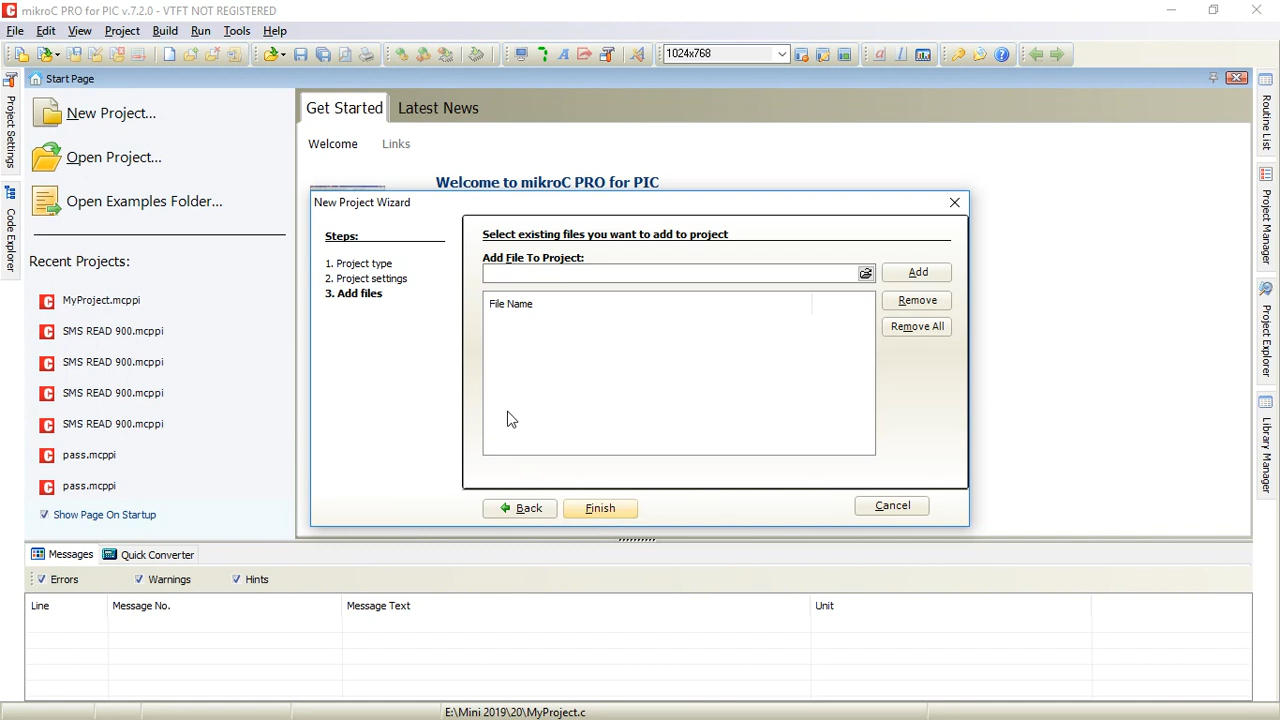 mikroC PRO for PIC v.7.2.0 - VTFT NOT REGISTERED
File Edit View Project Build Run Tools Help
1024x768
Start Page
Project Settings
Code Explorer
New Project...
Open Project...
Open Examples Folder...
Recent Projects:
MyProject.mcppi
SMS READ 900.mcppi
SMS READ 900.mcppi
SMS READ 900.mcppi
SMS READ 900.mcppi
pass.mcppi
pass.mcppi
Show Page On Startup
Get Started Latest News
Welcome Links
Welcome to mikroC PRO for PIC
New Project Wizard
Steps:
1. Project type
2. Project settings
3. Add files
Select existing files you want to add to project
Add File To Project:
Add
File Name
Remove
Remove All
Back Finish Cancel
Routine List
Project Manager
Project Explorer
Library Manager
Messages Quick Converter
Errors Warnings Hints
Line Message No. Message Text Unit
E:\Mini 2019\20\MyProject.c